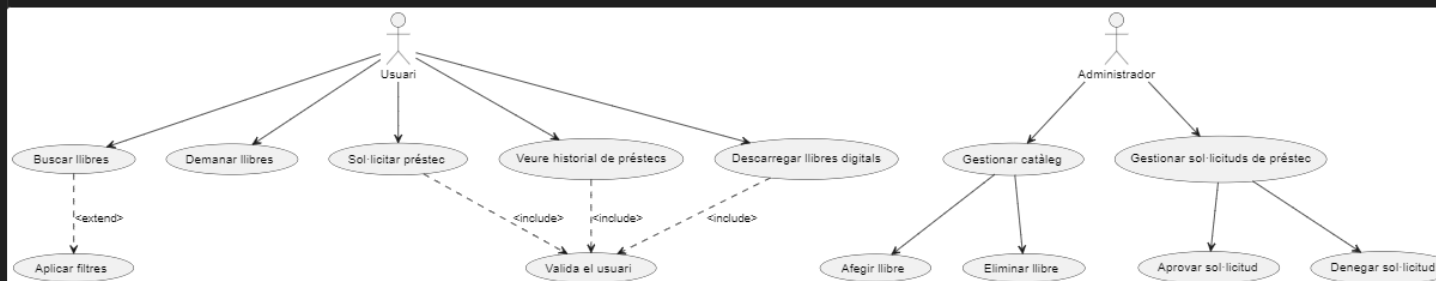 Usuari
Administrador
Buscar llibres
Demanar llibres
Sol·licitar préstec
Veure historial de préstecs
Descarregar llibres digitals
Gestionar catàleg
Gestionar sol·licituds de préstec
<extend>
<include>
<include>
<include>
Aplicar filtres
Valida el usuari
Afegir llibre
Eliminar llibre
Aprovar sol·licitud
Denegar sol·licitud